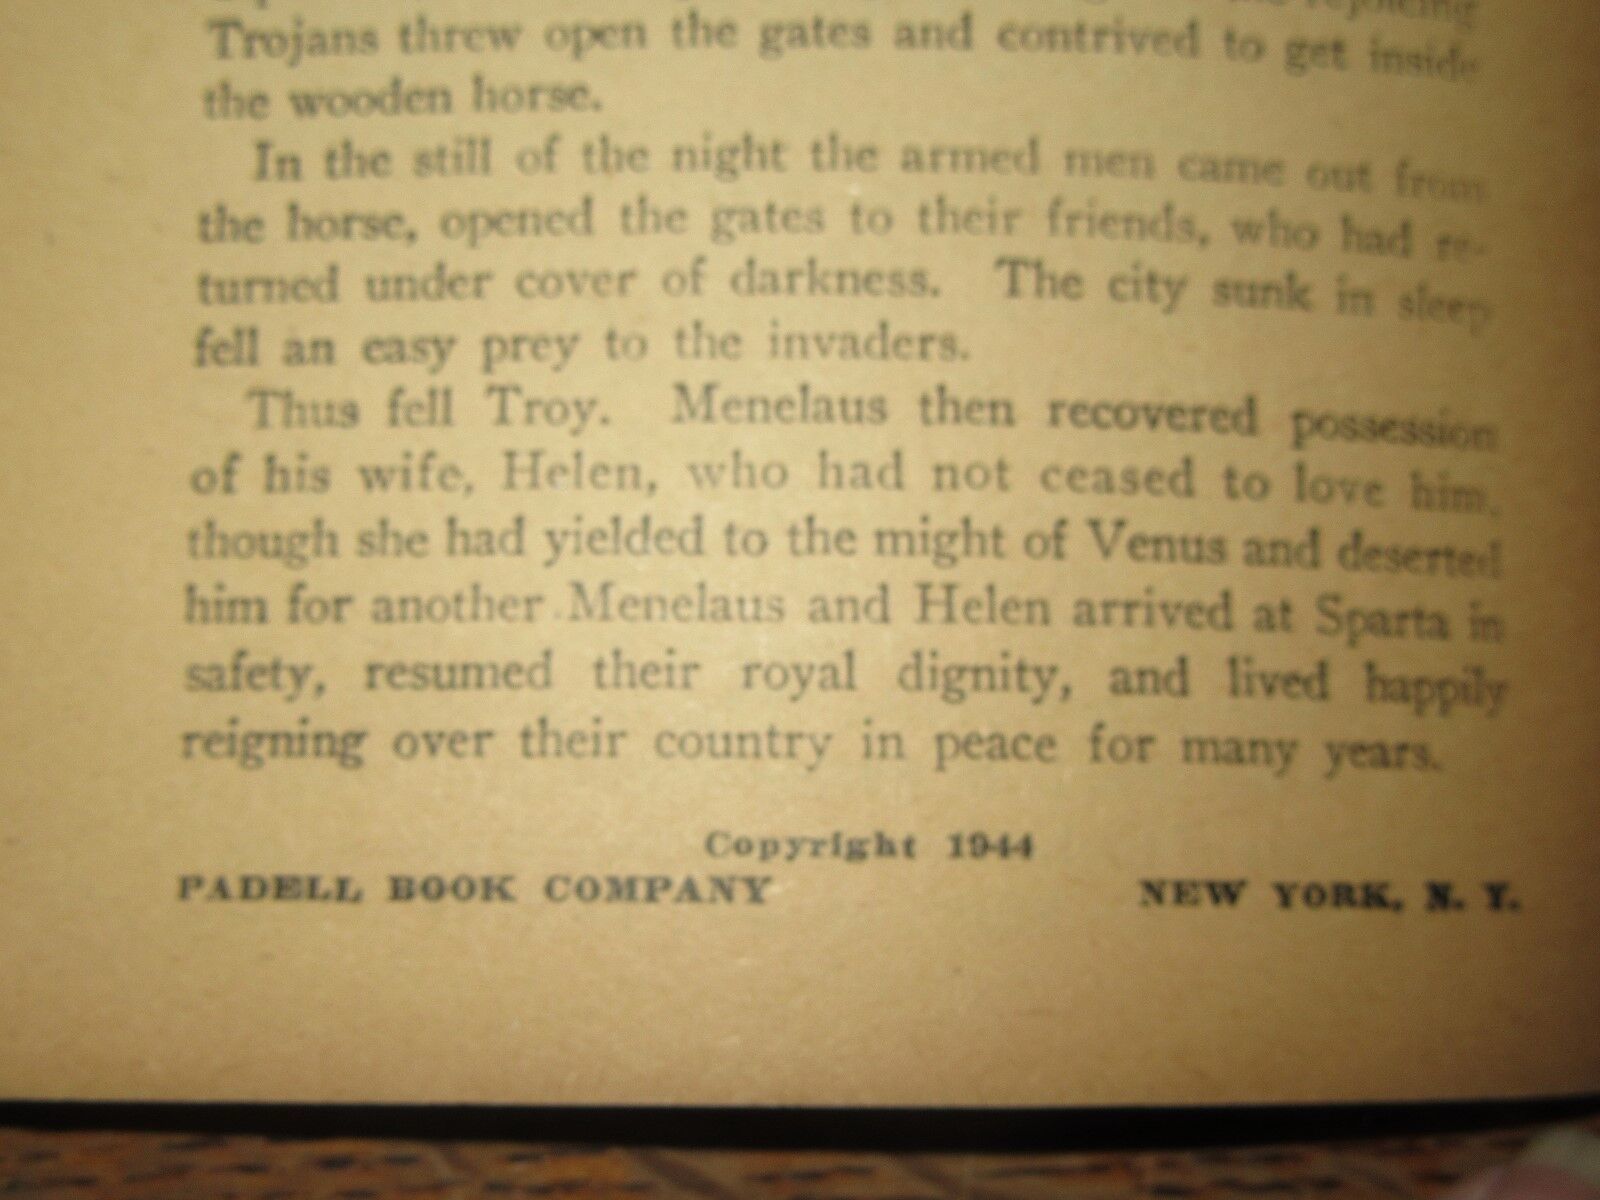 rejoicing
Trojans threw open the gates and contrived to get inside
the wooden horse.
In the still of the night the armed men came out from
the horse, opened the gates to their friends, who had re-
turned under cover of darkness. The city sunk in sleep
fell an easy prey to the invaders.
Thus fell Troy. Menelaus then recovered possession
of his wife, Helen, who had not ceased to love him,
though she had yielded to the might of Venus and deserted
him for another. Menelaus and Helen arrived at Sparta in
safety, resumed their royal dignity, and lived happily
reigning over their country in peace for many years.
Copyright 1944
PADELL BOOK COMPANY NEW YORK, N. Y.